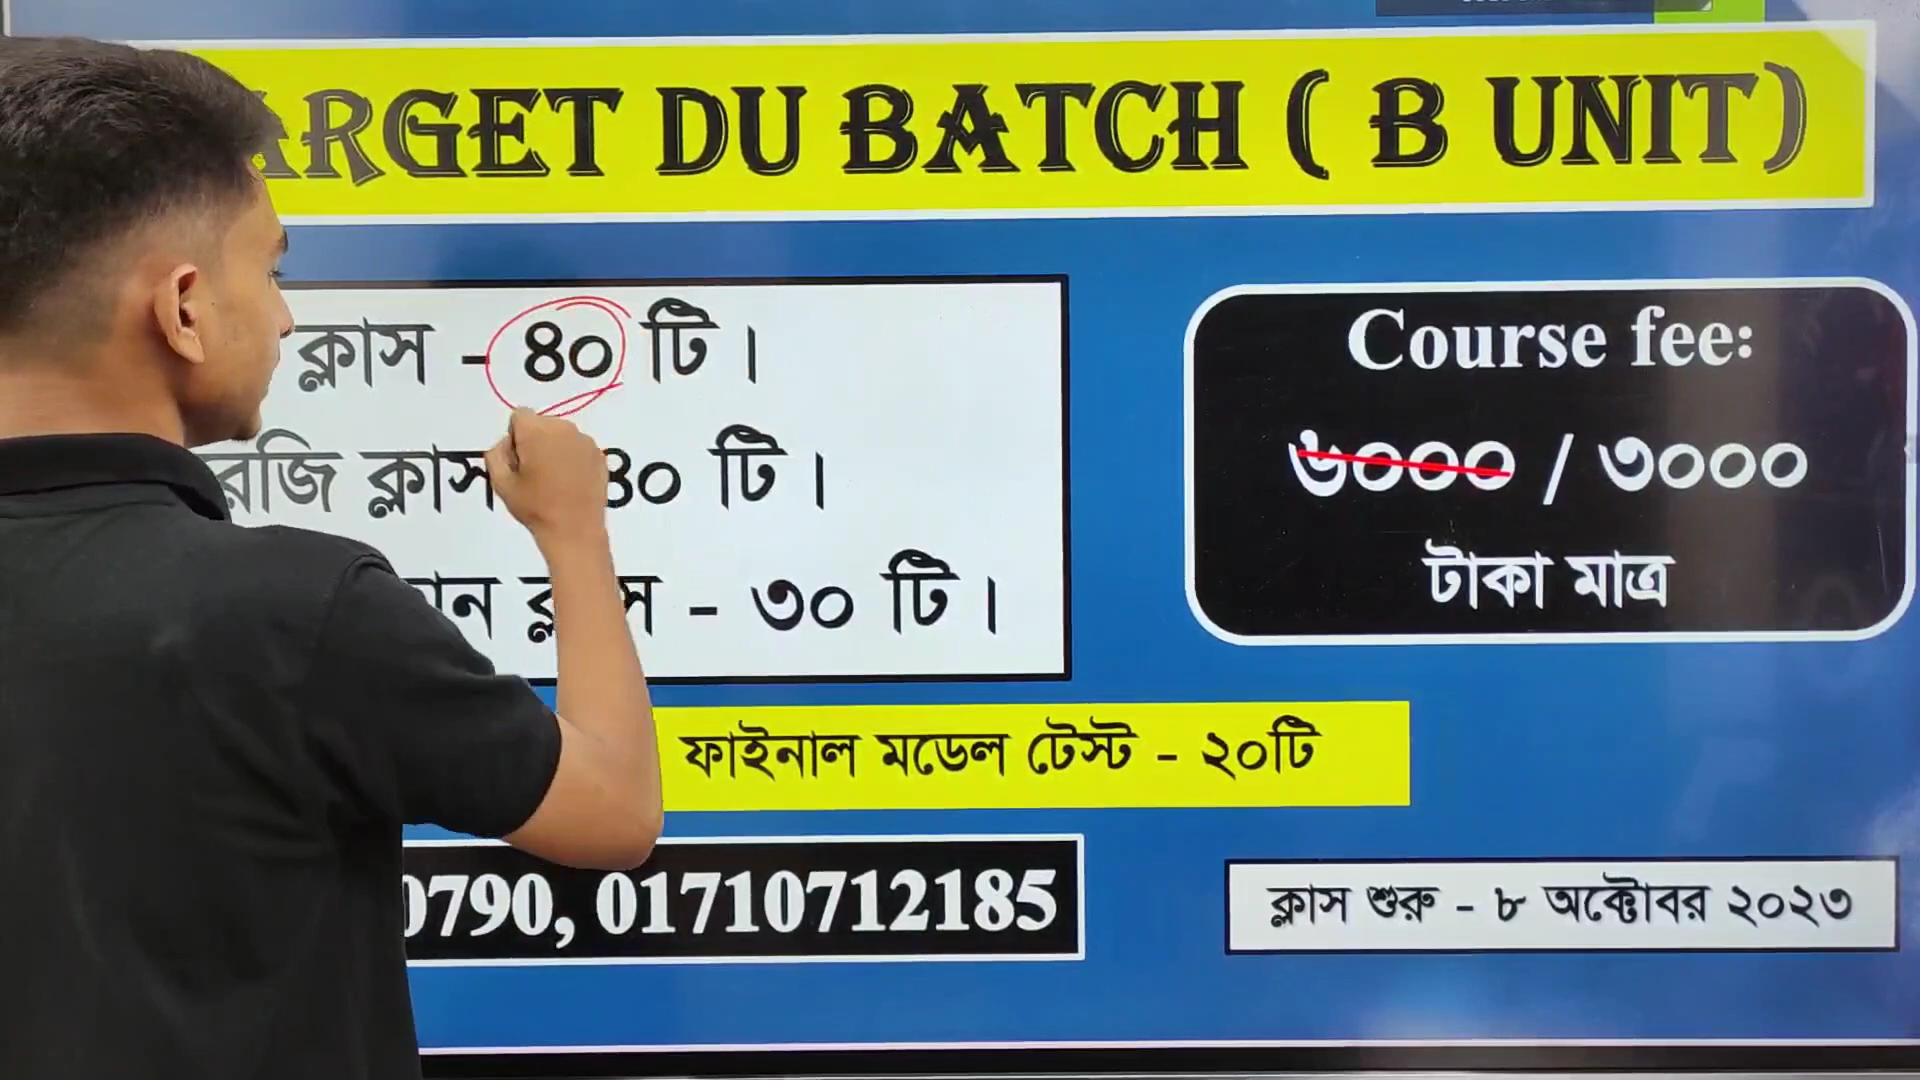 ARGET DU BATCH ( B UNIT)
ক্লাস - ৪০ টি।
ক্লাস ৪০ টি।
ক্লাস - ৩০ টি।
Course fee:
৬০০০ / ৩০০০
টাকা মাত্র
ফাইনাল মডেল টেস্ট - ২০টি
0790, 01710712185
ক্লাস শুরু - ৮ অক্টোবর ২০২৩